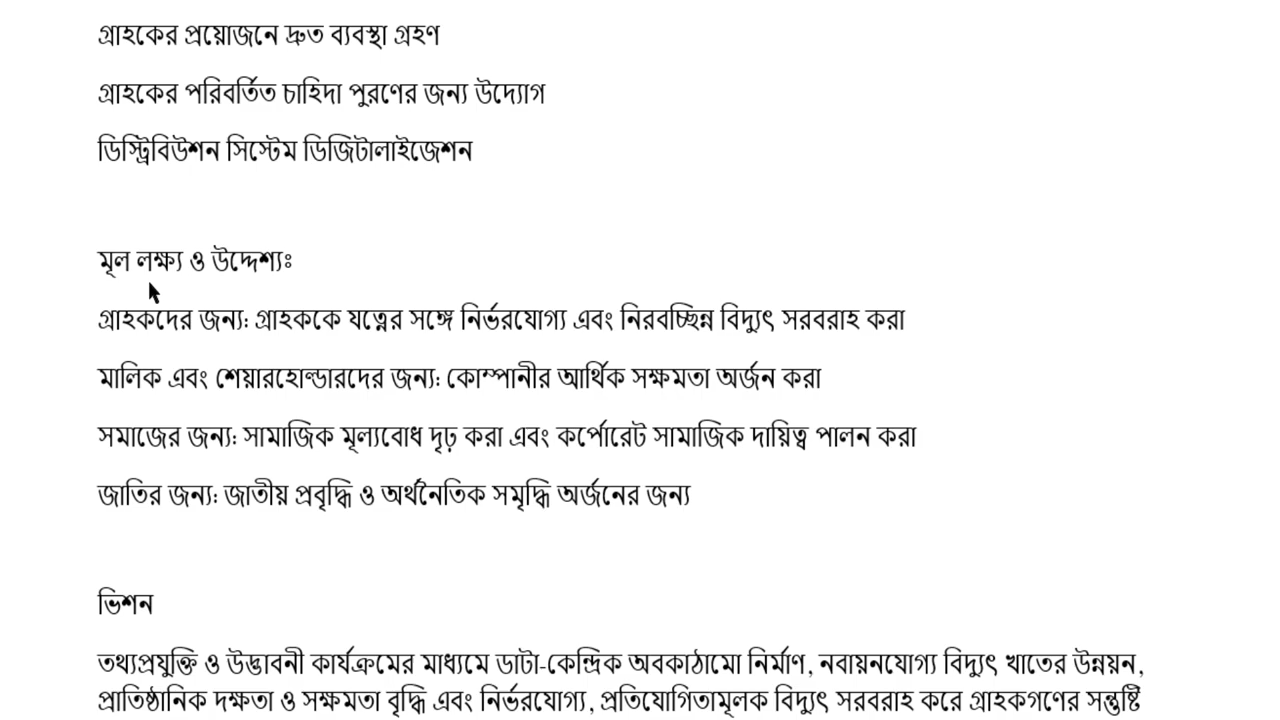 গ্রাহকের প্রয়োজনে দ্রুত ব্যবস্থা গ্রহণ
গ্রাহকের পরিবর্তিত চাহিদা পুরণের জন্য উদ্যোগ
ডিস্ট্রিবিউশন সিস্টেম ডিজিটালাইজেশন
মূল লক্ষ্য ও উদ্দেশ্যঃ
গ্রাহকদের জন্য: গ্রাহককে যত্নের সঙ্গে নির্ভরযোগ্য এবং নিরবচ্ছিন্ন বিদ্যুৎ সরবরাহ করা
মালিক এবং শেয়ারহোল্ডারদের জন্য: কোম্পানীর আর্থিক সক্ষমতা অর্জন করা
সমাজের জন্য: সামাজিক মূল্যবোধ দৃঢ় করা এবং কর্পোরেট সামাজিক দায়িত্ব পালন করা
জাতির জন্য: জাতীয় প্রবৃদ্ধি ও অর্থনৈতিক সমৃদ্ধি অর্জনের জন্য
ভিশন
তথ্যপ্রযুক্তি ও উদ্ভাবনী কার্যক্রমের মাধ্যমে ডাটা-কেন্দ্রিক অবকাঠামো নির্মাণ, নবায়নযোগ্য বিদ্যুৎ খাতের উন্নয়ন,
প্রাতিষ্ঠানিক দক্ষতা ও সক্ষমতা বৃদ্ধি এবং নির্ভরযোগ্য, প্রতিযোগিতামূলক বিদ্যুৎ সরবরাহ করে গ্রাহকগণের সন্তুষ্টি